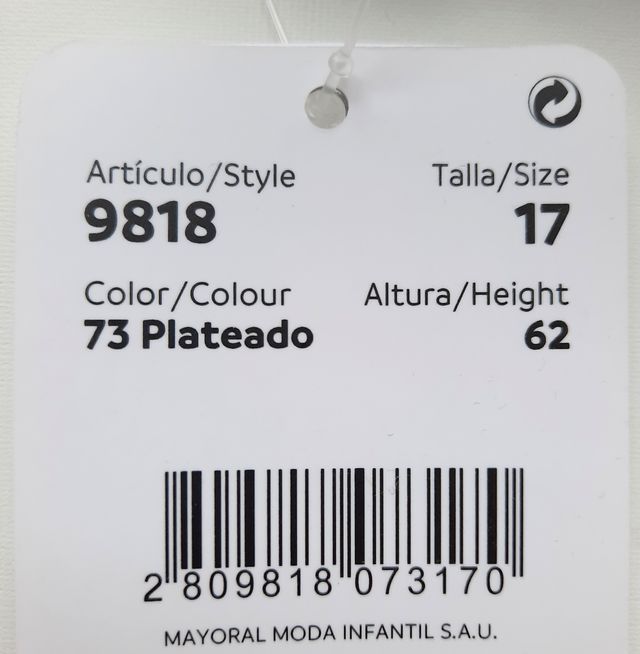 Artículo/Style Talla/Size
9818 17
Color/Colour Altura/Height
73 Plateado 62
2 809818 073170
MAYORAL MODA INFANTIL S.A.U.